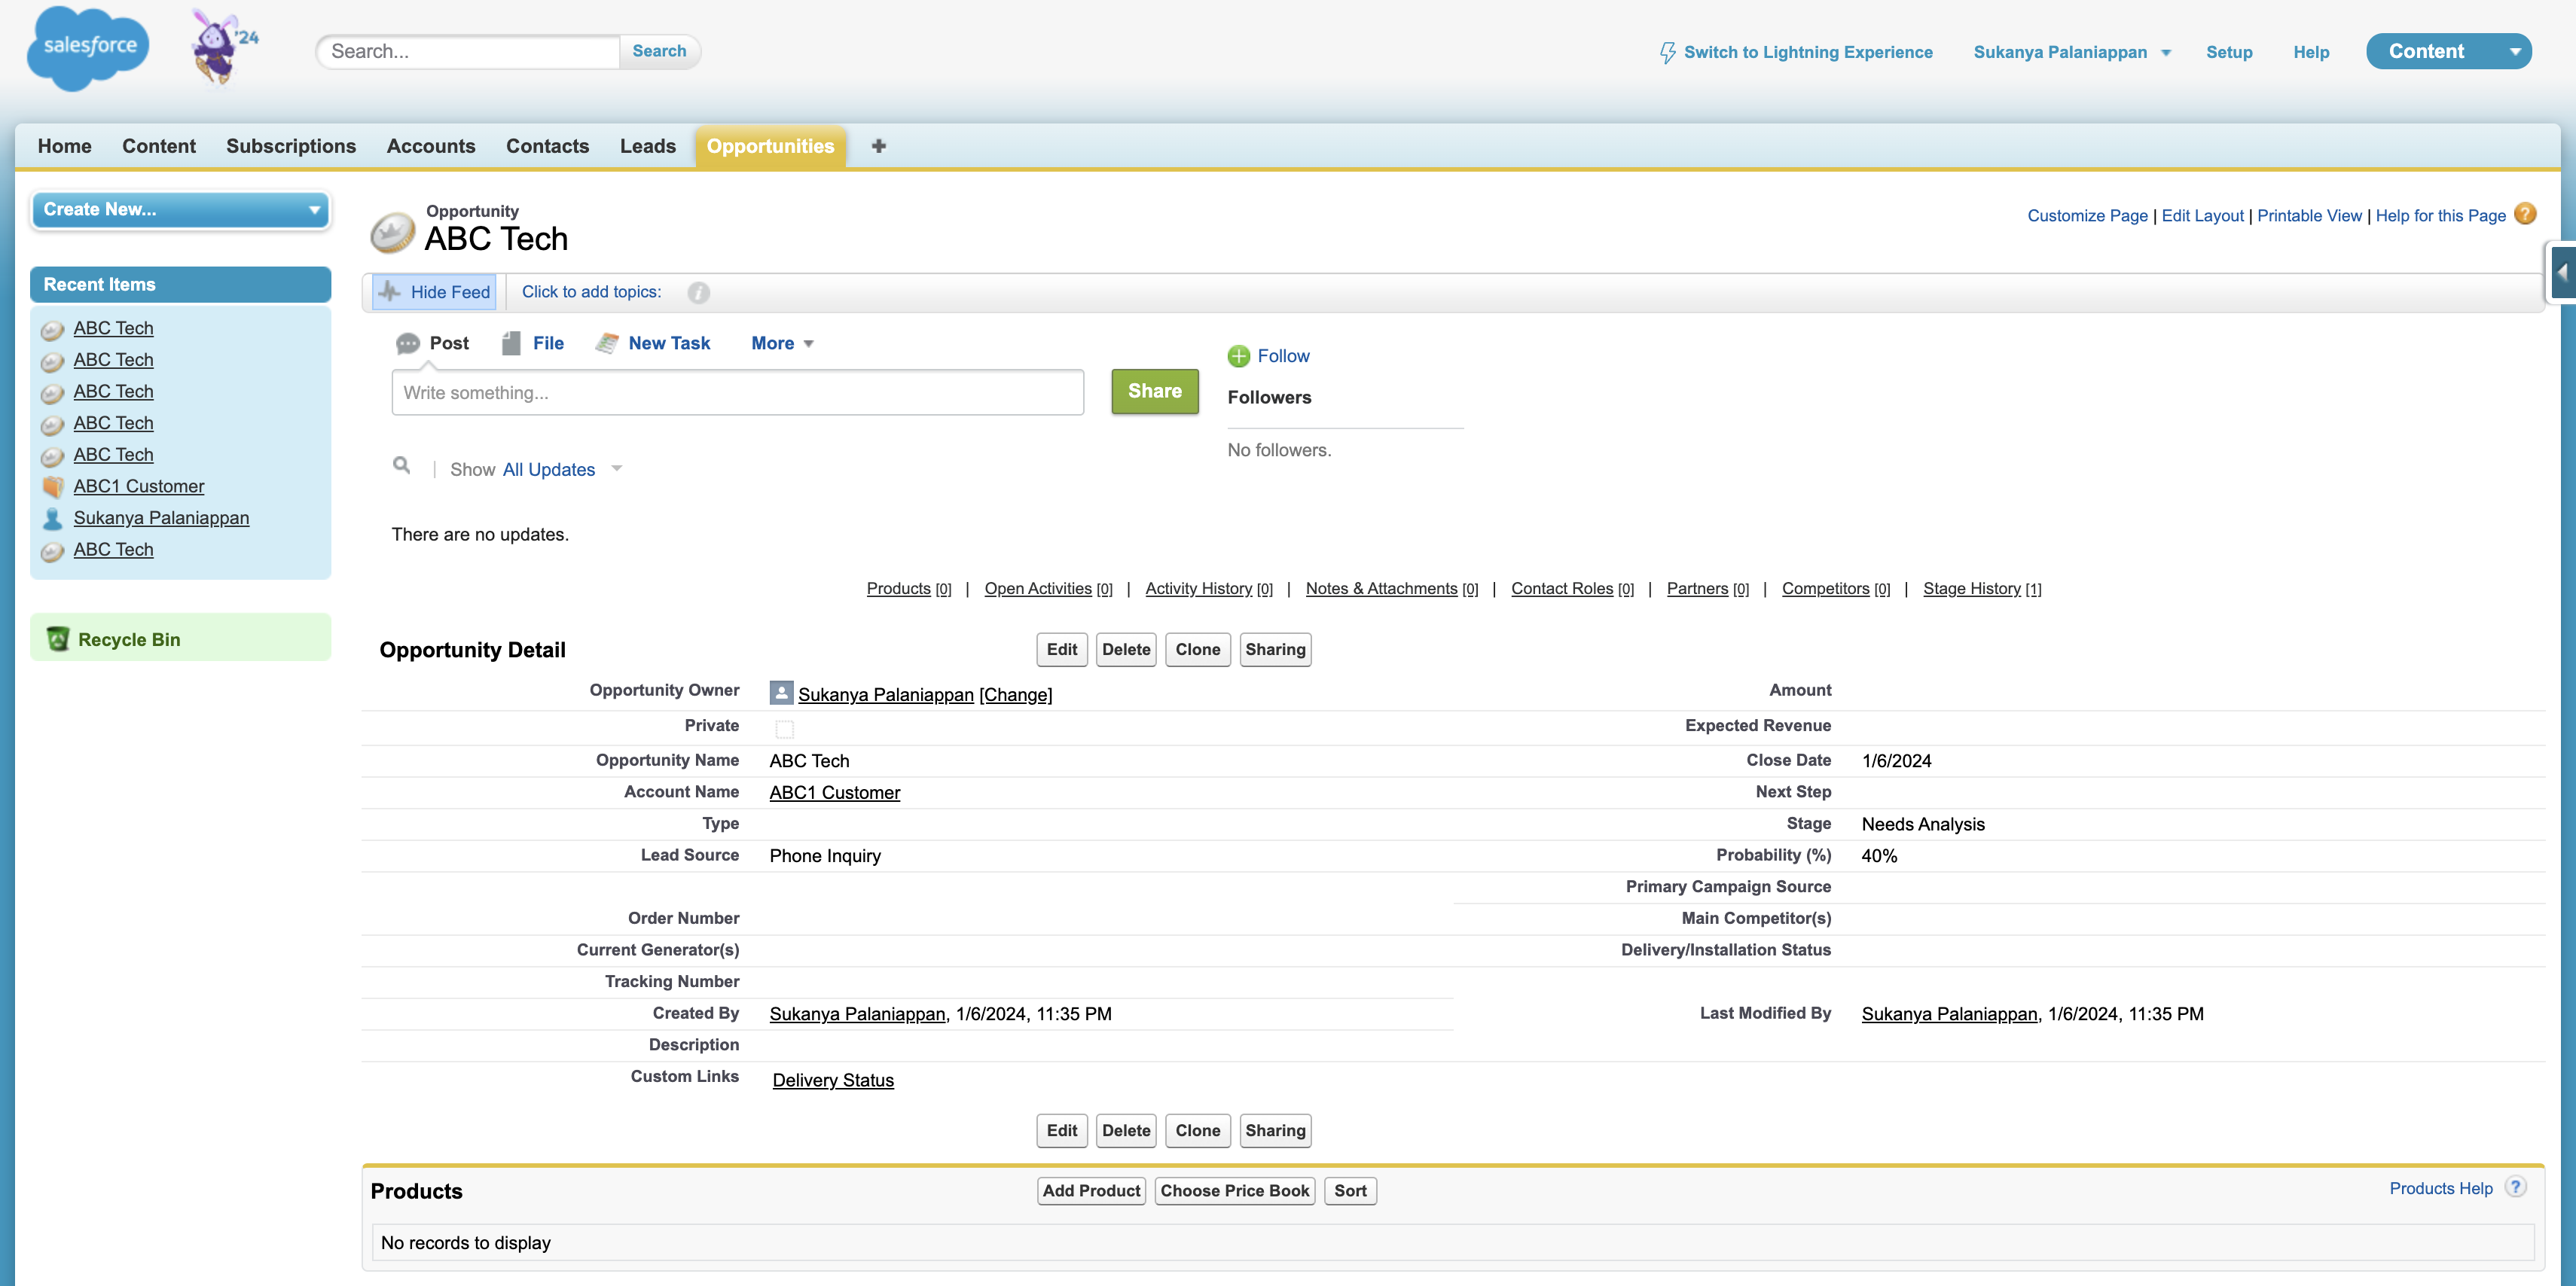 salesforce
'24
Search...
Search
Switch to Lightning Experience
Sukanya Palaniappan
Setup
Help
Content
Home
Content
Subscriptions
Accounts
Contacts
Leads
Opportunities
Create New...
Recent Items
ABC Tech
ABC Tech
ABC Tech
ABC Tech
ABC Tech
ABC1 Customer
Sukanya Palaniappan
ABC Tech
Recycle Bin
Opportunity
ABC Tech
Customize Page | Edit Layout | Printable View | Help for this Page ?
Hide Feed
Click to add topics: i
Post
File
New Task
More
Write something...
Share
Follow
Followers
No followers.
| Show All Updates
There are no updates.
Products [0] | Open Activities [0] | Activity History [0] | Notes & Attachments [0] | Contact Roles [0] | Partners [0] | Competitors [0] | Stage History [1]
Opportunity Detail
Edit Delete Clone Sharing
Opportunity Owner Sukanya Palaniappan [Change] Amount
Private Expected Revenue
Opportunity Name ABC Tech Close Date 1/6/2024
Account Name ABC1 Customer Next Step
Type Stage Needs Analysis
Lead Source Phone Inquiry Probability (%) 40%
Primary Campaign Source
Order Number Main Competitor(s)
Current Generator(s) Delivery/Installation Status
Tracking Number
Created By Sukanya Palaniappan, 1/6/2024, 11:35 PM Last Modified By Sukanya Palaniappan, 1/6/2024, 11:35 PM
Description
Custom Links Delivery Status
Edit Delete Clone Sharing
Products
Add Product Choose Price Book Sort
Products Help ?
No records to display